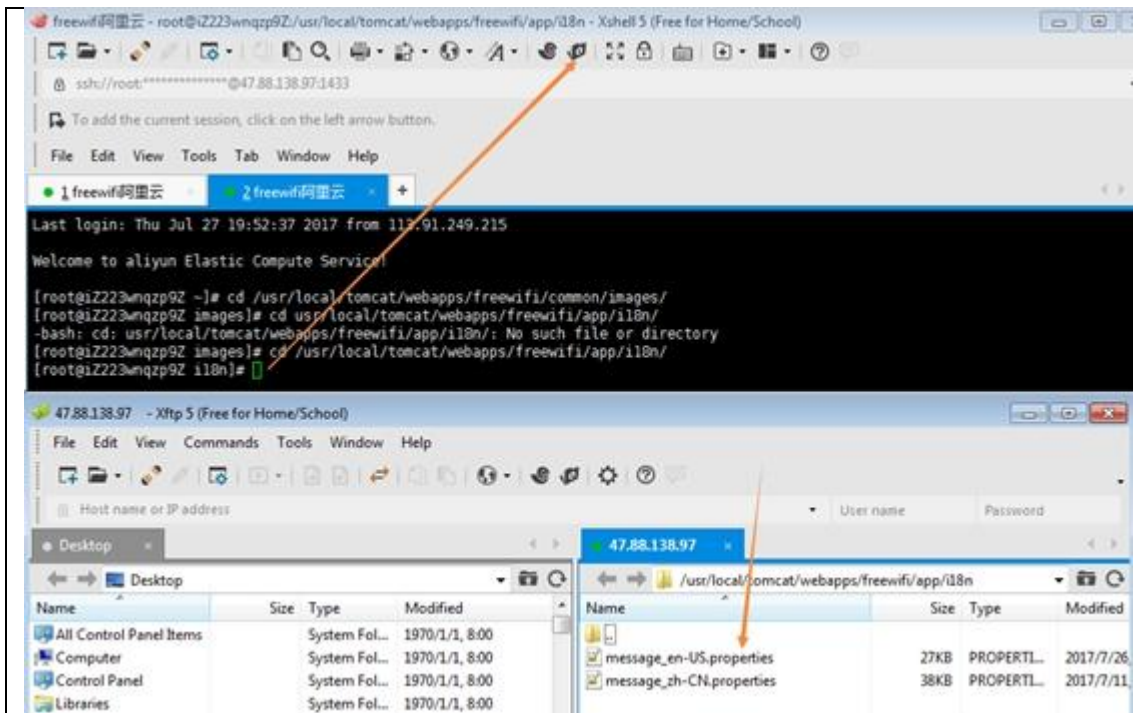 freewifi阿里云 - root@iZ223wnqzp9Z:/usr/local/tomcat/webapps/freewifi/app/i18n - Xshell 5 (Free for Home/School)
ssh://root:**************@47.88.138.97:1433
To add the current session, click on the left arrow button.
File Edit View Tools Tab Window Help
1 freewifi阿里云 2 freewifi阿里云 +
Last login: Thu Jul 27 19:52:37 2017 from 113.91.249.215
Welcome to aliyun Elastic Compute Service!
[root@iZ223wnqzp9Z ~]# cd /usr/local/tomcat/webapps/freewifi/common/images/
[root@iZ223wnqzp9Z images]# cd usr/local/tomcat/webapps/freewifi/app/i18n/
-bash: cd: usr/local/tomcat/webapps/freewifi/app/i18n/: No such file or directory
[root@iZ223wnqzp9Z images]# cd /usr/local/tomcat/webapps/freewifi/app/i18n/
[root@iZ223wnqzp9Z i18n]#
47.88.138.97 - Xftp 5 (Free for Home/School)
File Edit View Commands Tools Window Help
Host name or IP address User name Password
Desktop 47.88.138.97
Desktop /usr/local/tomcat/webapps/freewifi/app/i18n
Name Size Type Modified Name Size Type Modified
All Control Panel Items System Fol... 1970/1/1, 8:00 ..
Computer System Fol... 1970/1/1, 8:00 message_en-US.properties 27KB PROPERTI... 2017/7/26,
Control Panel System Fol... 1970/1/1, 8:00 message_zh-CN.properties 38KB PROPERTI... 2017/7/11,
Libraries System Fol... 1970/1/1, 8:00